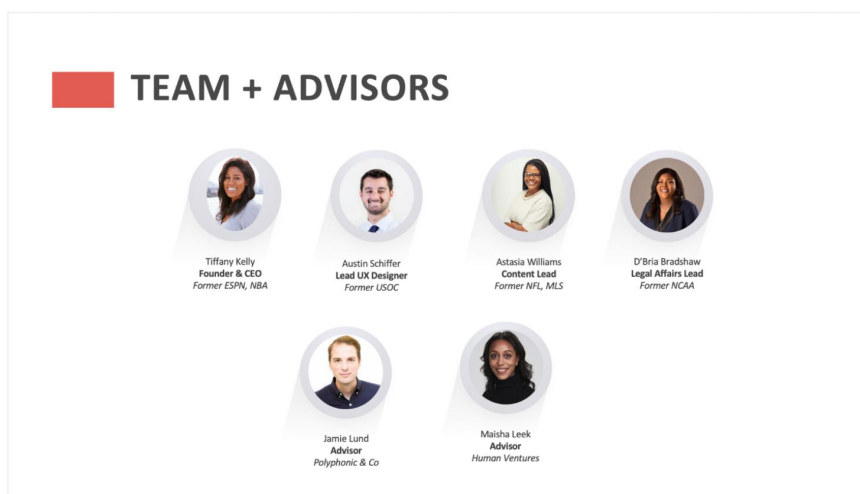 TEAM + ADVISORS
Tiffany Kelly
Founder & CEO
Former ESPN, NBA
Austin Schiffer
Lead UX Designer
Former USOC
Astasia Williams
Content Lead
Former NFL, MLS
D'Bria Bradshaw
Legal Affairs Lead
Former NCAA
Jamie Lund
Advisor
Polyphonic & Co
Maisha Leek
Advisor
Human Ventures